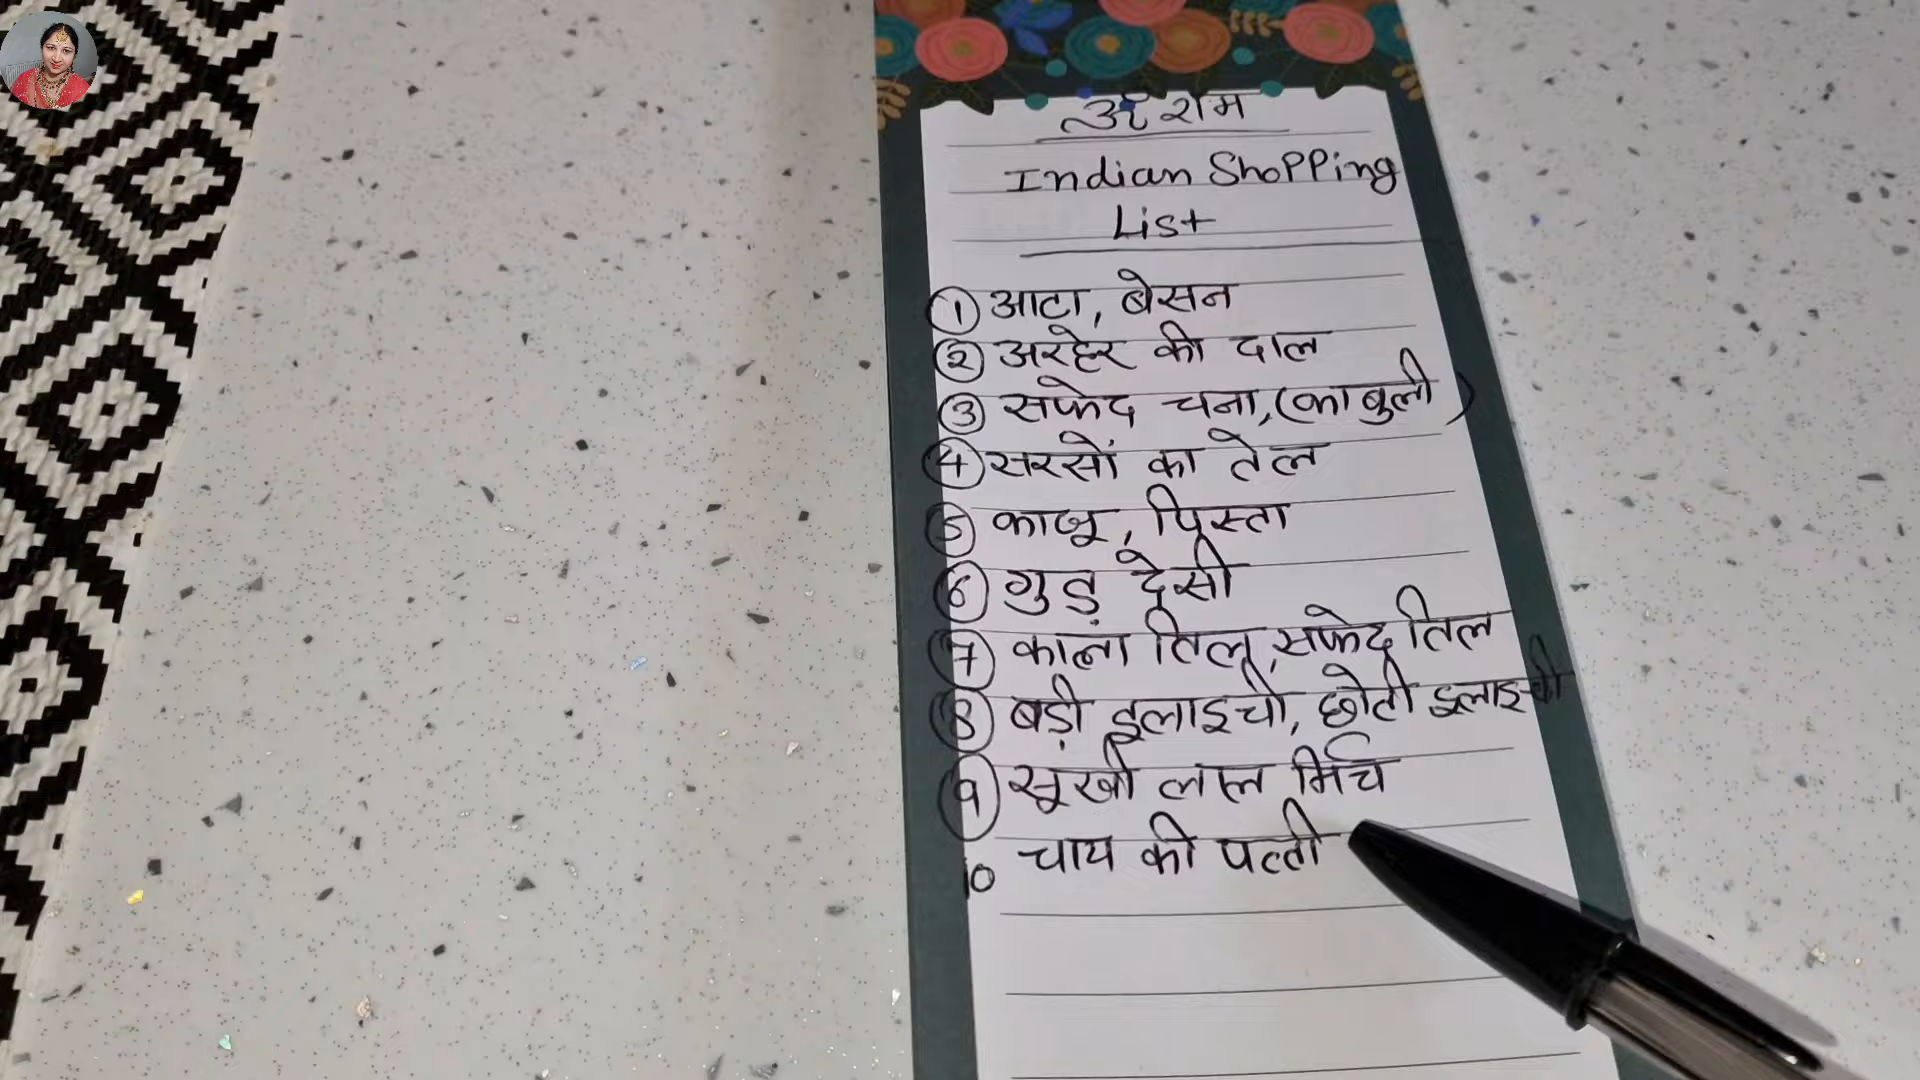 ॐ राम
Indian Shopping
List
1 आटा, बेसन
2 अरहेर की दाल
3 सफेद चना, (काबुली)
4 सरसों का तेल
5 काजू, पिस्ता
6 गुड़ देसी
7 काला तिल, सफेद तिल
8 बड़ी इलाइची, छोटी इलाइची
9 सूखी लाल मिर्च
10 चाय की पत्ती